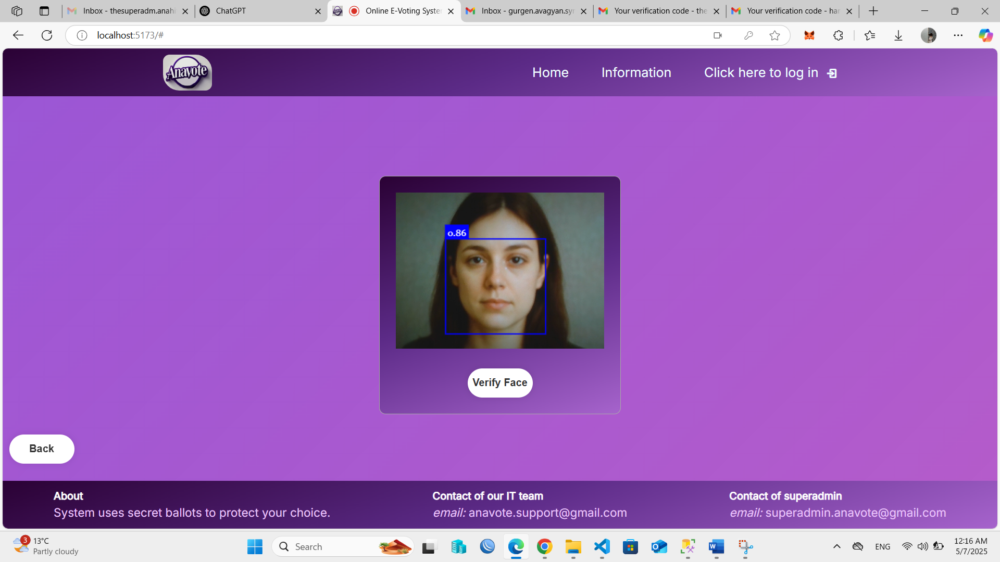 Inbox - thesuperadm.anahi
ChatGPT
Online E-Voting Syster
Inbox - gurgen.avagyan.syr
Your verification code - the
Your verification code - har
localhost:5173/#
Anavote
Home
Information
Click here to log in
o.86
Verify Face
Back
About
System uses secret ballots to protect your choice.
Contact of our IT team
email: anavote.support@gmail.com
Contact of superadmin
email: superadmin.anavote@gmail.com
3
13°C
Partly cloudy
Search
ENG
12:16 AM
5/7/2025